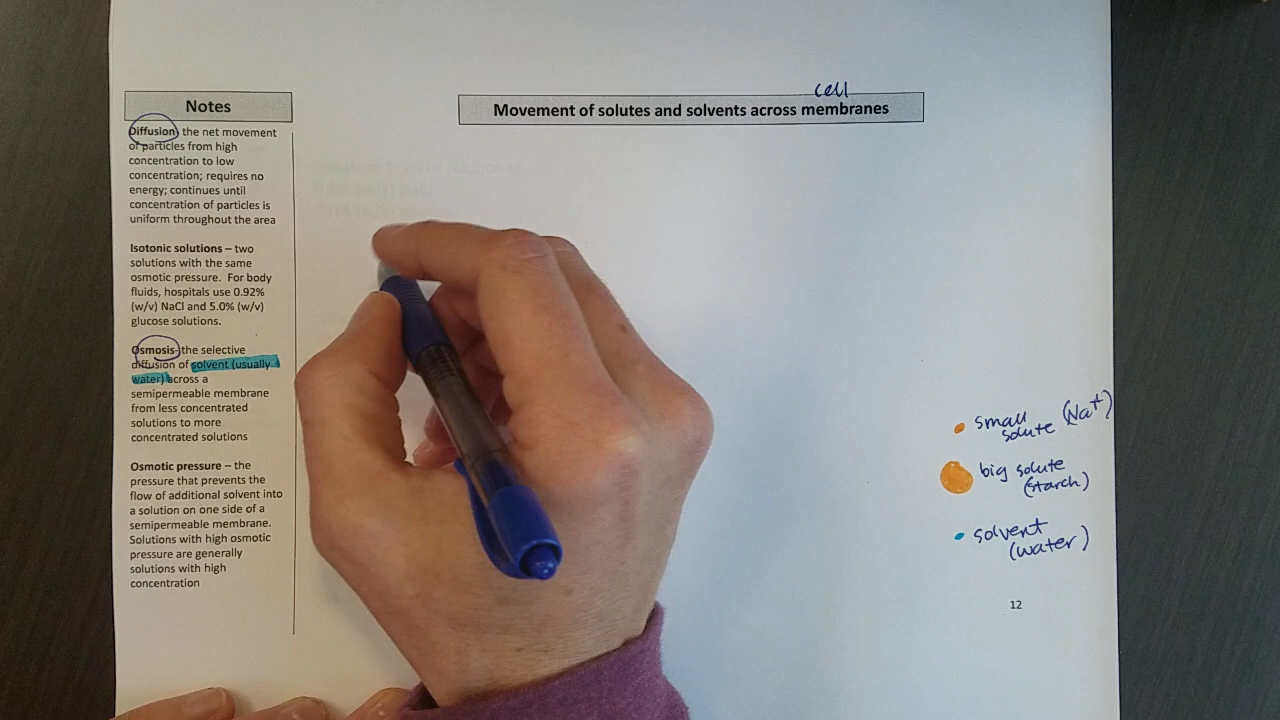 Notes
Diffusion- the net movement
of particles from high
concentration to low
concentration; requires no
energy; continues until
concentration of particles is
uniform throughout the area
Isotonic solutions – two
solutions with the same
osmotic pressure. For body
fluids, hospitals use 0.92%
(w/v) NaCl and 5.0% (w/v)
glucose solutions.
Osmosis- the selective
diffusion of solvent (usually
water) across a
semipermeable membrane
from less concentrated
solutions to more
concentrated solutions
Osmotic pressure – the
pressure that prevents the
flow of additional solvent into
a solution on one side of a
semipermeable membrane.
Solutions with high osmotic
pressure are generally
solutions with high
concentration
cell
Movement of solutes and solvents across membranes
small
solute (Na+)
big solute
(starch)
solvent
(water)
12